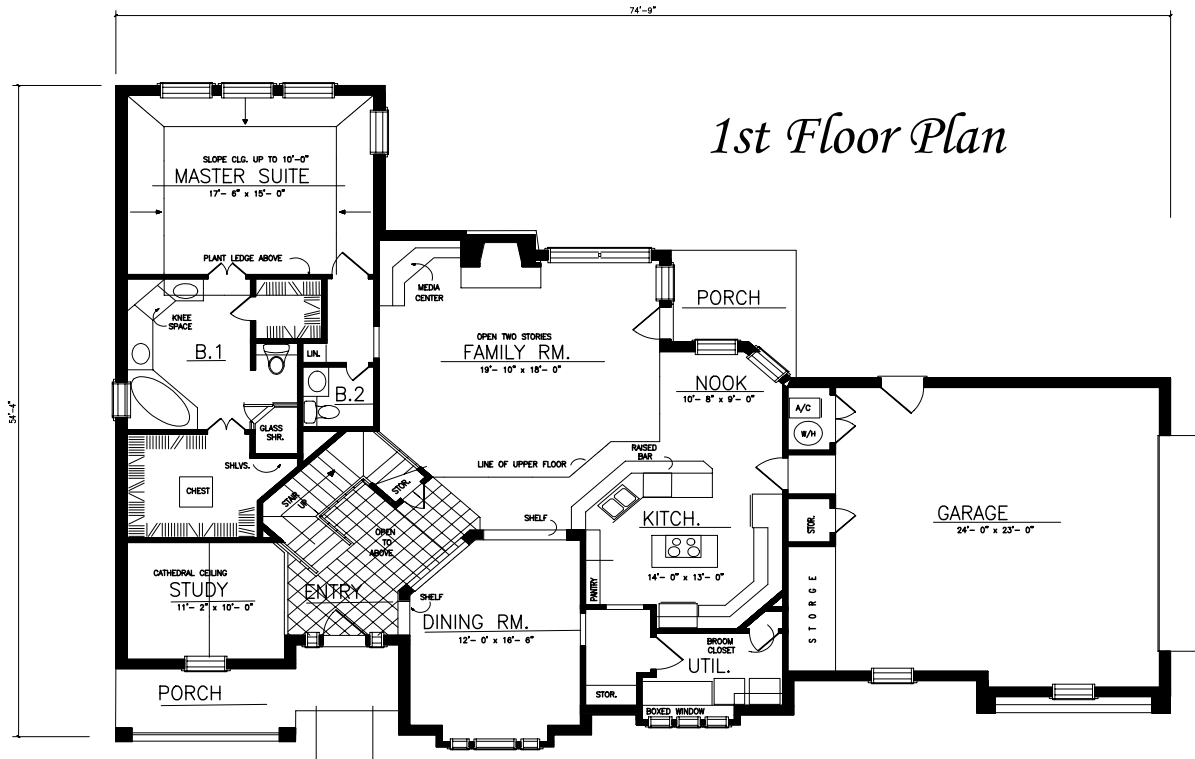 74'-9"
1st Floor Plan
SLOPE CLG. UP TO 10'-0"
MASTER SUITE
17'- 6" x 15'- 0"
PLANT LEDGE ABOVE
MEDIA
CENTER
PORCH
KNEE
SPACE
OPEN TWO STORIES
FAMILY RM.
19'- 10" x 18'- 0"
B.1
LIN.
B.2
NOOK
10'- 8" x 9'- 0"
54'-4"
A/C
W/H
GLASS
SHR.
SHLVS.
LINE OF UPPER FLOOR
RAISED
BAR
CHEST
STAIR
UP
STOR.
OPEN
TO
ABOVE
SHELF
KITCH.
14'- 0" x 13'- 0"
STOR.
GARAGE
24'- 0" x 23'- 0"
CATHEDRAL CEILING
STUDY
11'- 2" x 10'- 0"
ENTRY
SHELF
PANTRY
STORGE
DINING RM.
12'- 0' x 16'- 6"
BROOM
CLOSET
UTIL.
PORCH
STOR.
BOXED WINDOW